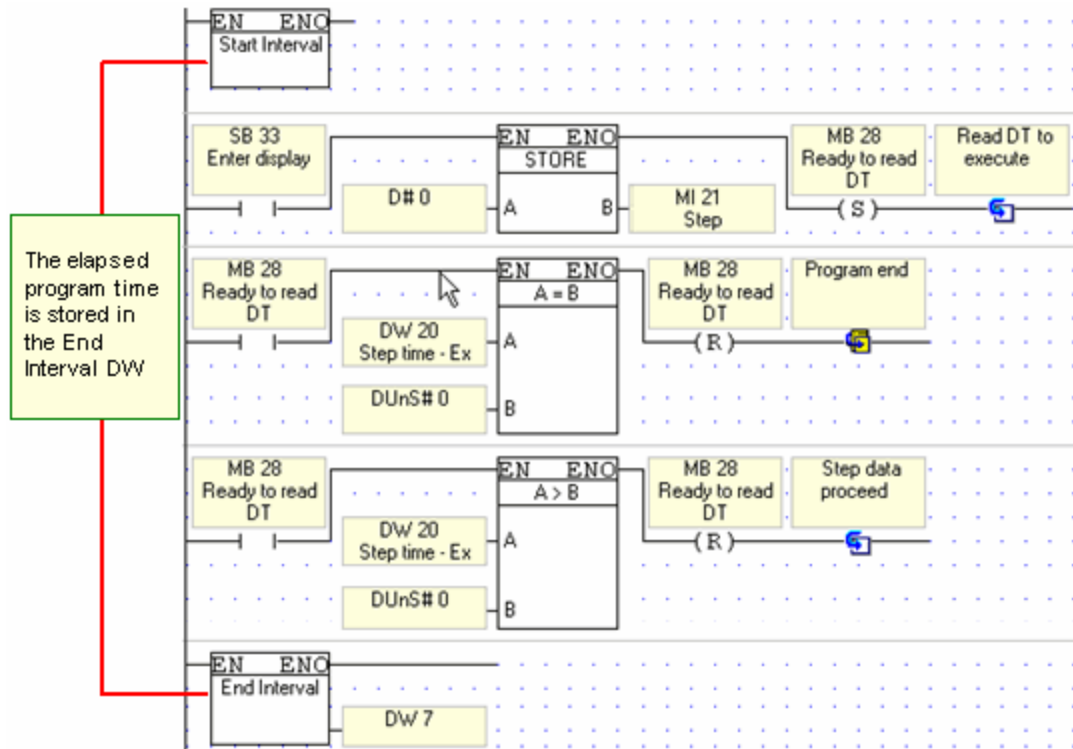 EN ENO
Start Interval
SB 33
Enter display
EN ENO
STORE
D# 0
A
B
MI 21
Step
MB 28
Ready to read
DT
(S)
Read DT to
execute
The elapsed
program time
is stored in
the End
Interval DW
MB 28
Ready to read
DT
EN ENO
A = B
DW 20
Step time - Ex
A
DUnS# 0
B
MB 28
Ready to read
DT
(R)
Program end
MB 28
Ready to read
DT
EN ENO
A > B
DW 20
Step time - Ex
A
DUnS# 0
B
MB 28
Ready to read
DT
(R)
Step data
proceed
EN ENO
End Interval
DW 7